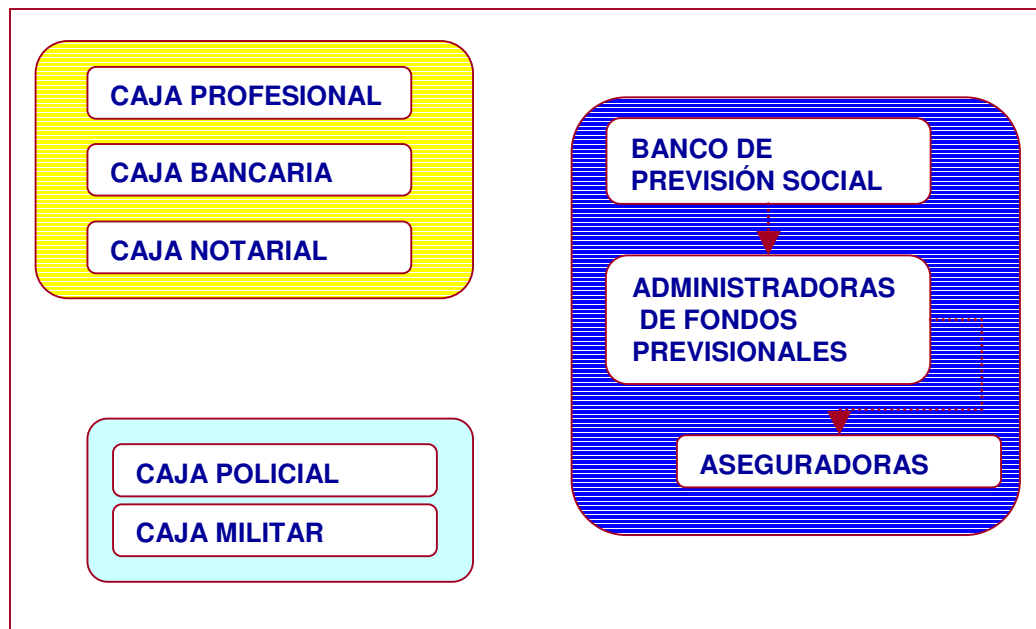 CAJA PROFESIONAL
CAJA BANCARIA
CAJA NOTARIAL
CAJA POLICIAL
CAJA MILITAR
BANCO DE
PREVISIÓN SOCIAL
ADMINISTRADORAS
DE FONDOS
PREVISIONALES
ASEGURADORAS